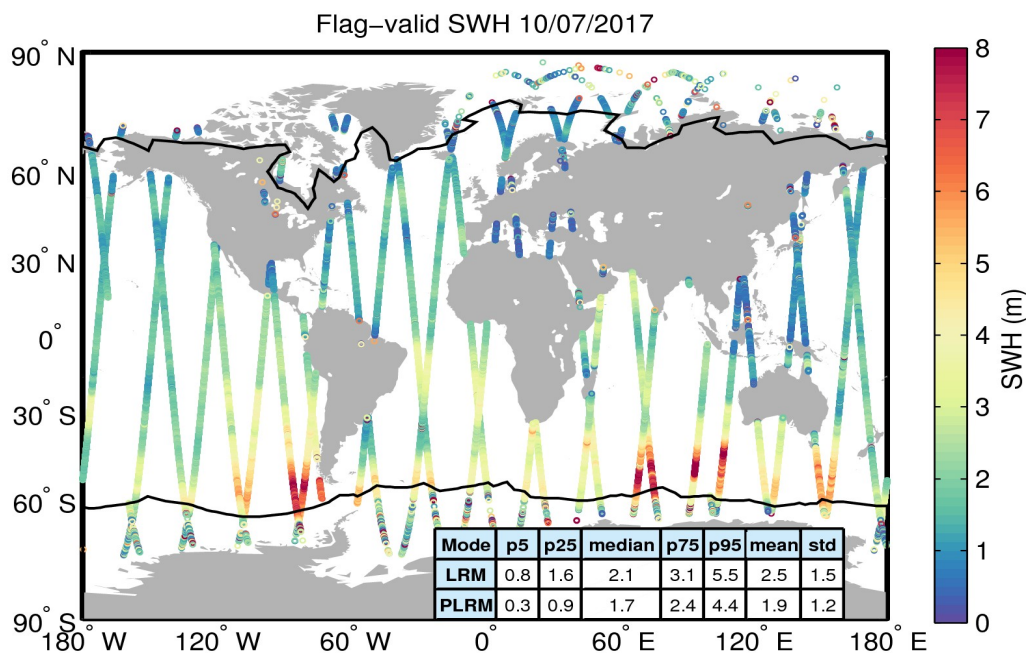 Flag−valid SWH 10/07/2017
90° N
60° N
30° N
0°
30° S
60° S
90° S
180° W
120° W
60° W
0°
60° E
120° E
180° E
Mode p5 p25 median p75 p95 mean std
LRM 0.8 1.6 2.1 3.1 5.5 2.5 1.5
PLRM 0.3 0.9 1.7 2.4 4.4 1.9 1.2
8
7
6
5
4
3
2
1
0
SWH (m)